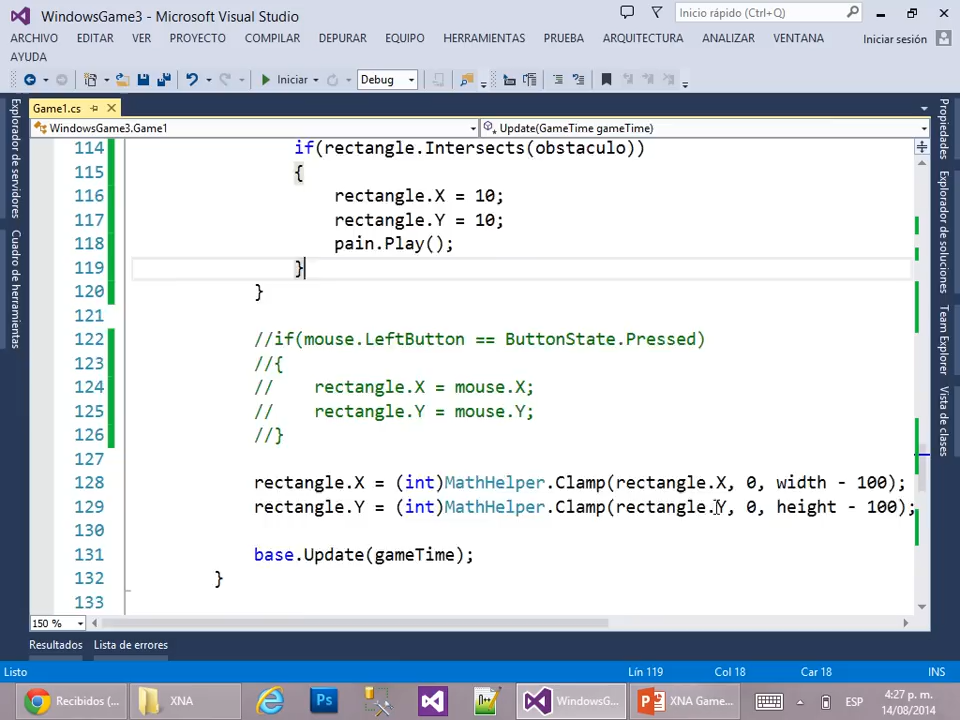 WindowsGame3 - Microsoft Visual Studio
Inicio rápido (Ctrl+Q)
ARCHIVO EDITAR VER PROYECTO COMPILAR DEPURAR EQUIPO HERRAMIENTAS PRUEBA ARQUITECTURA ANALIZAR VENTANA
Iniciar sesión
AYUDA
Iniciar
Debug
Game1.cs
WindowsGame3.Game1
Update(GameTime gameTime)
Explorador de servidores
Cuadro de herramientas
114 if(rectangle.Intersects(obstaculo))
115 {
116 rectangle.X = 10;
117 rectangle.Y = 10;
118 pain.Play();
119 }
120 }
121
122 //if(mouse.LeftButton == ButtonState.Pressed)
123 //{
124 // rectangle.X = mouse.X;
125 // rectangle.Y = mouse.Y;
126 //}
127
128 rectangle.X = (int)MathHelper.Clamp(rectangle.X, 0, width - 100);
129 rectangle.Y = (int)MathHelper.Clamp(rectangle.Y, 0, height - 100);
130
131 base.Update(gameTime);
132 }
133
Propiedades
Explorador de soluciones
Team Explorer
Vista de clases
150 %
Resultados Lista de errores
Listo
Lín 119 Col 18 Car 18 INS
Recibidos (...
XNA
WindowsG...
XNA Game...
ESP
4:27 p. m.
14/08/2014